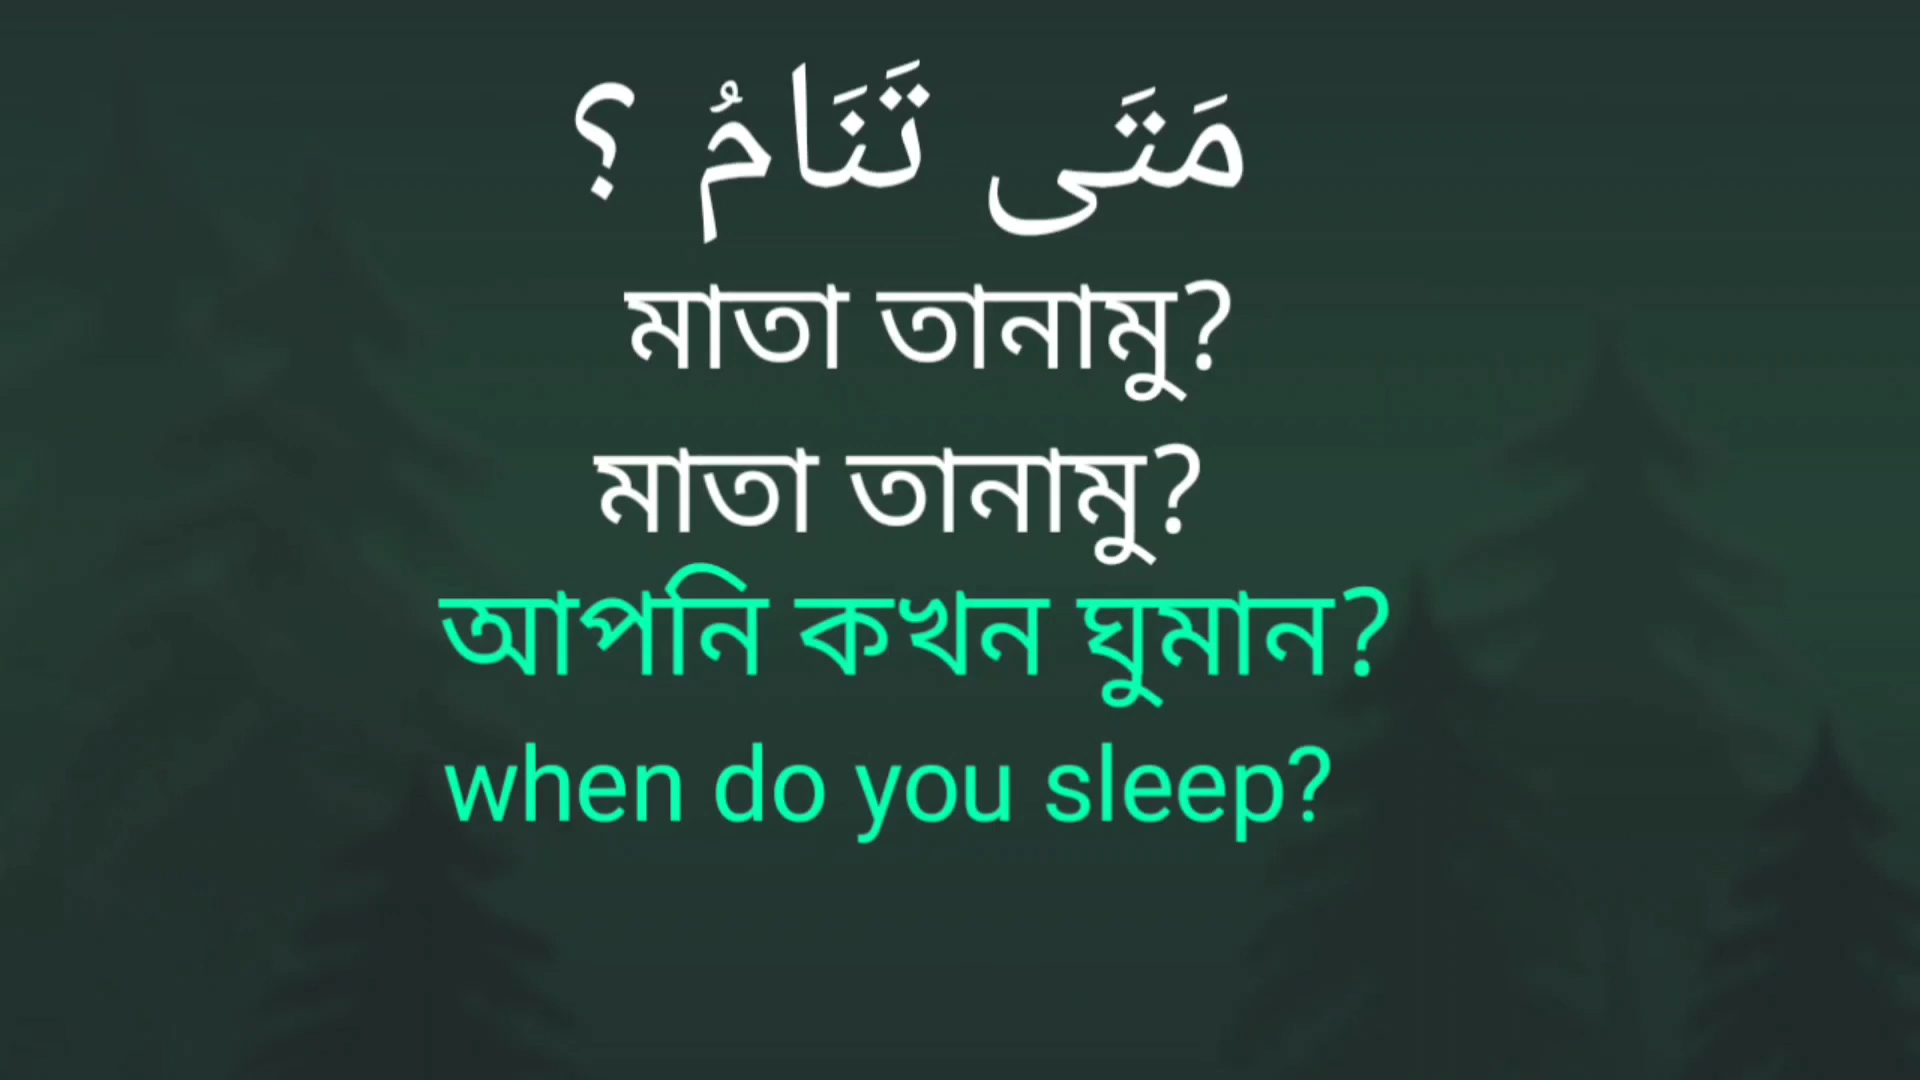 مَتَى تَنَامُ ؟
মাতা তানামু?
মাতা তানামু?
আপনি কখন ঘুমান?
when do you sleep?